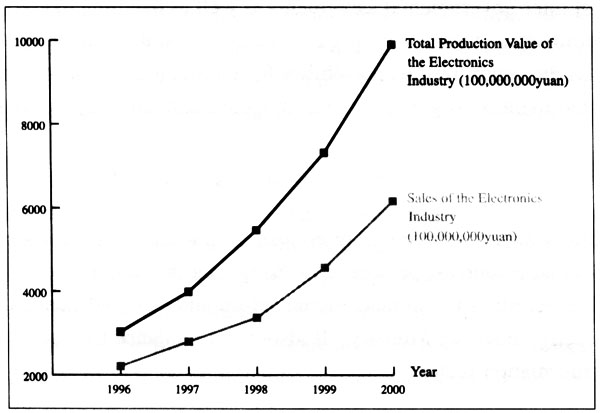 10000
8000
6000
4000
2000
Total Production Value of
the Electronics
Industry (100,000,000yuan)
Sales of the Electronics
Industry
(100,000,000yuan)
Year
1996 1997 1998 1999 2000